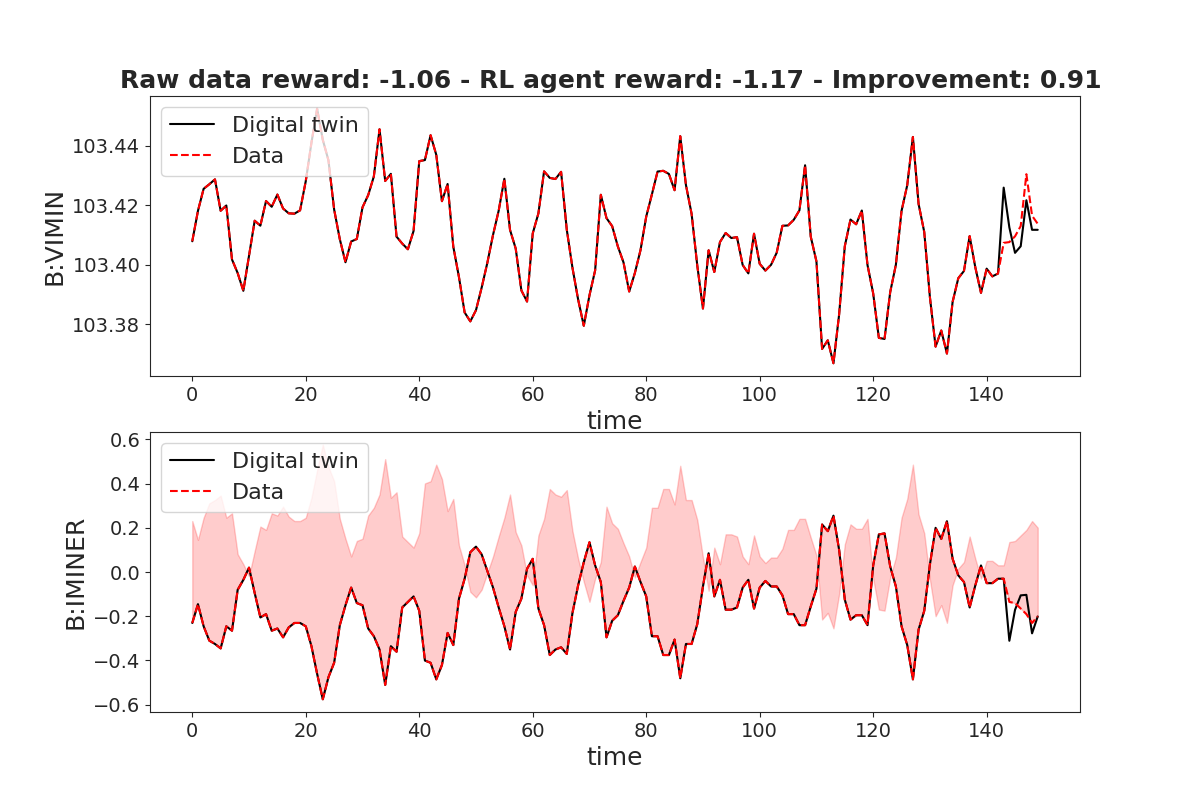 Raw data reward: -1.06 - RL agent reward: -1.17 - Improvement: 0.91
Digital twin
Data
B:VIMIN
103.44
103.42
103.40
103.38
0 20 40 60 80 100 120 140
time
Digital twin
Data
B:IMINER
0.6
0.4
0.2
0.0
−0.2
−0.4
−0.6
0 20 40 60 80 100 120 140
time